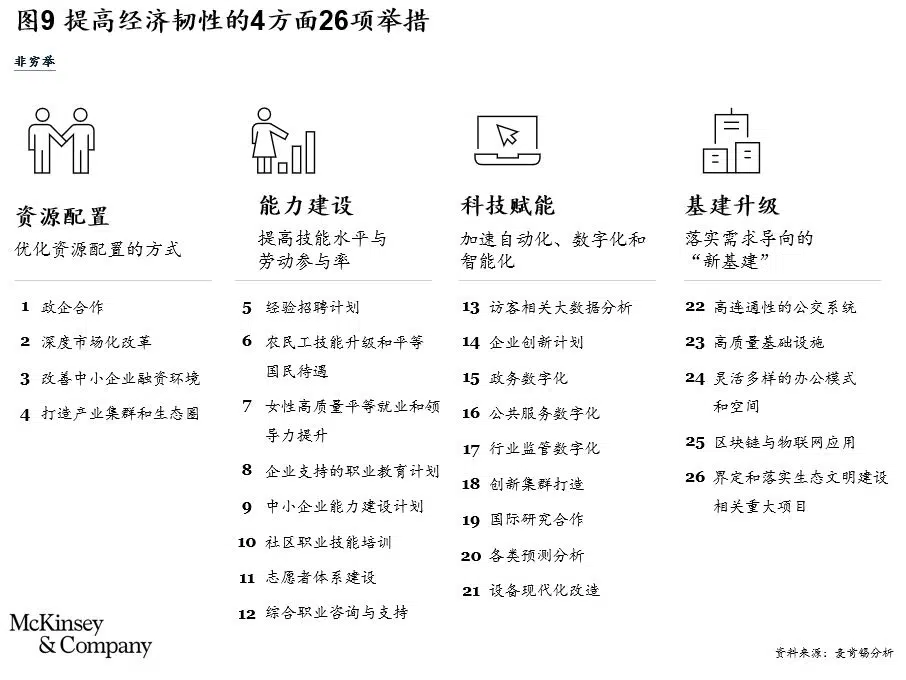 图9 提高经济韧性的4方面26项举措
非穷举
资源配置
优化资源配置的方式
1 政企合作
2 深度市场化改革
3 改善中小企业融资环境
4 打造产业集群和生态圈
能力建设
提高技能水平与
劳动参与率
5 经验招聘计划
6 农民工技能升级和平等
国民待遇
7 女性高质量平等就业和领
导力提升
8 企业支持的职业教育计划
9 中小企业能力建设计划
10 社区职业技能培训
11 志愿者体系建设
12 综合职业咨询与支持
科技赋能
加速自动化、数字化和
智能化
13 访客相关大数据分析
14 企业创新计划
15 政务数字化
16 公共服务数字化
17 行业监管数字化
18 创新集群打造
19 国际研究合作
20 各类预测分析
21 设备现代化改造
基建升级
落实需求导向的
“新基建”
22 高连通性的公交系统
23 高质量基础设施
24 灵活多样的办公模式
和空间
25 区块链与物联网应用
26 界定和落实生态文明建设
相关重大项目
McKinsey
& Company
资料来源：麦肯锡分析